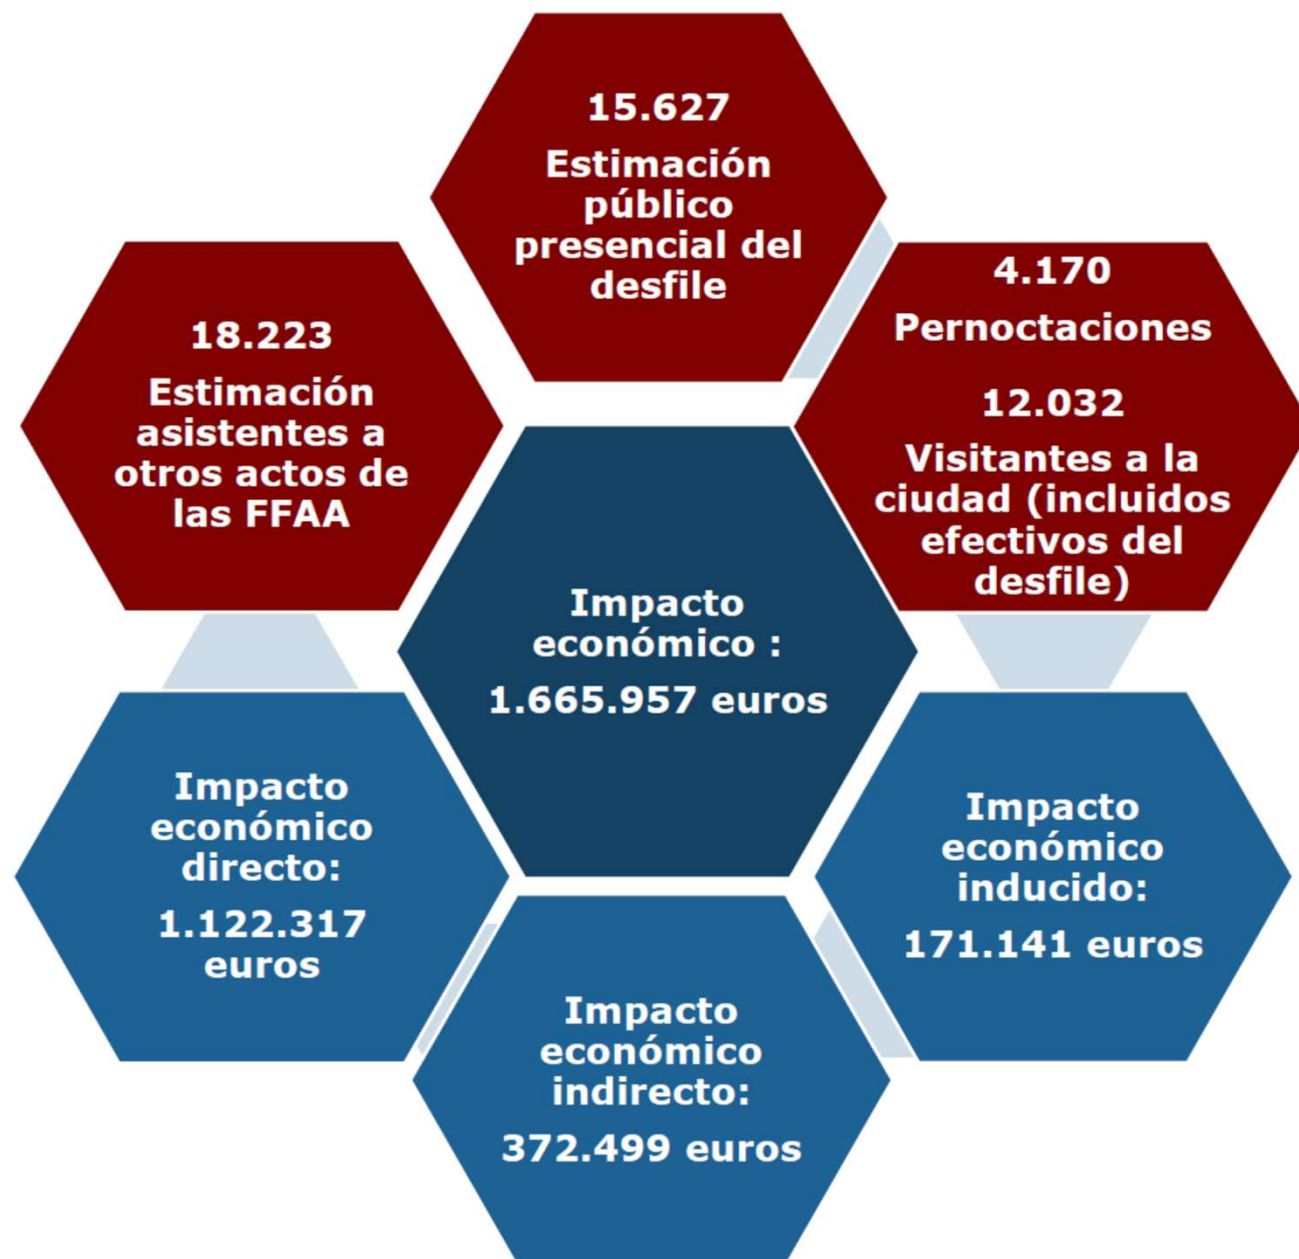 15.627
Estimación
público
presencial del
desfile
4.170
Pernoctaciones
12.032
Visitantes a la
ciudad (incluidos
efectivos del
desfile)
18.223
Estimación
asistentes a
otros actos de
las FFAA
Impacto
económico :
1.665.957 euros
Impacto
económico
directo:
1.122.317
euros
Impacto
económico
inducido:
171.141 euros
Impacto
económico
indirecto:
372.499 euros